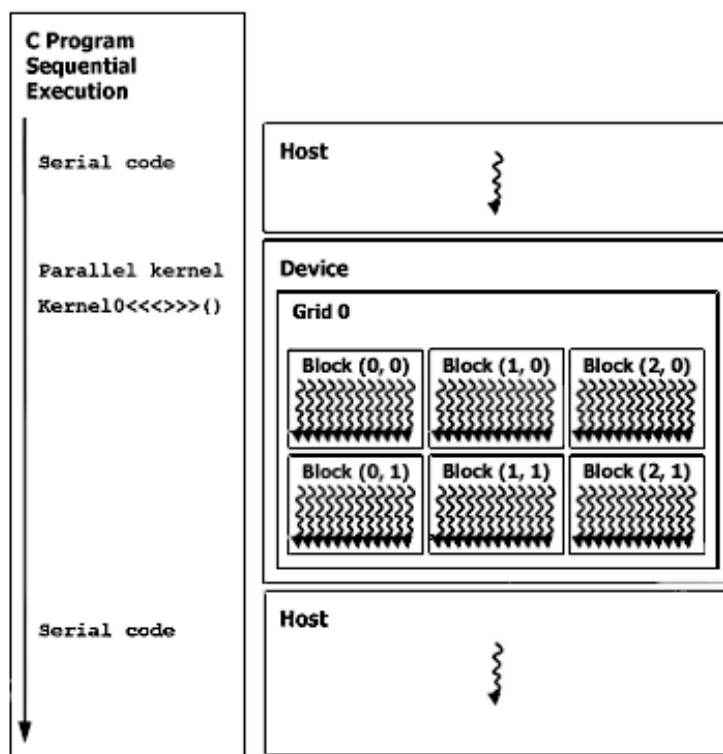 C Program
Sequential
Execution
Serial code
Host
Parallel kernel
Kernel0<<<>>>()
Device
Grid 0
Block (0, 0) Block (1, 0) Block (2, 0)
Block (0, 1) Block (1, 1) Block (2, 1)
Serial code
Host